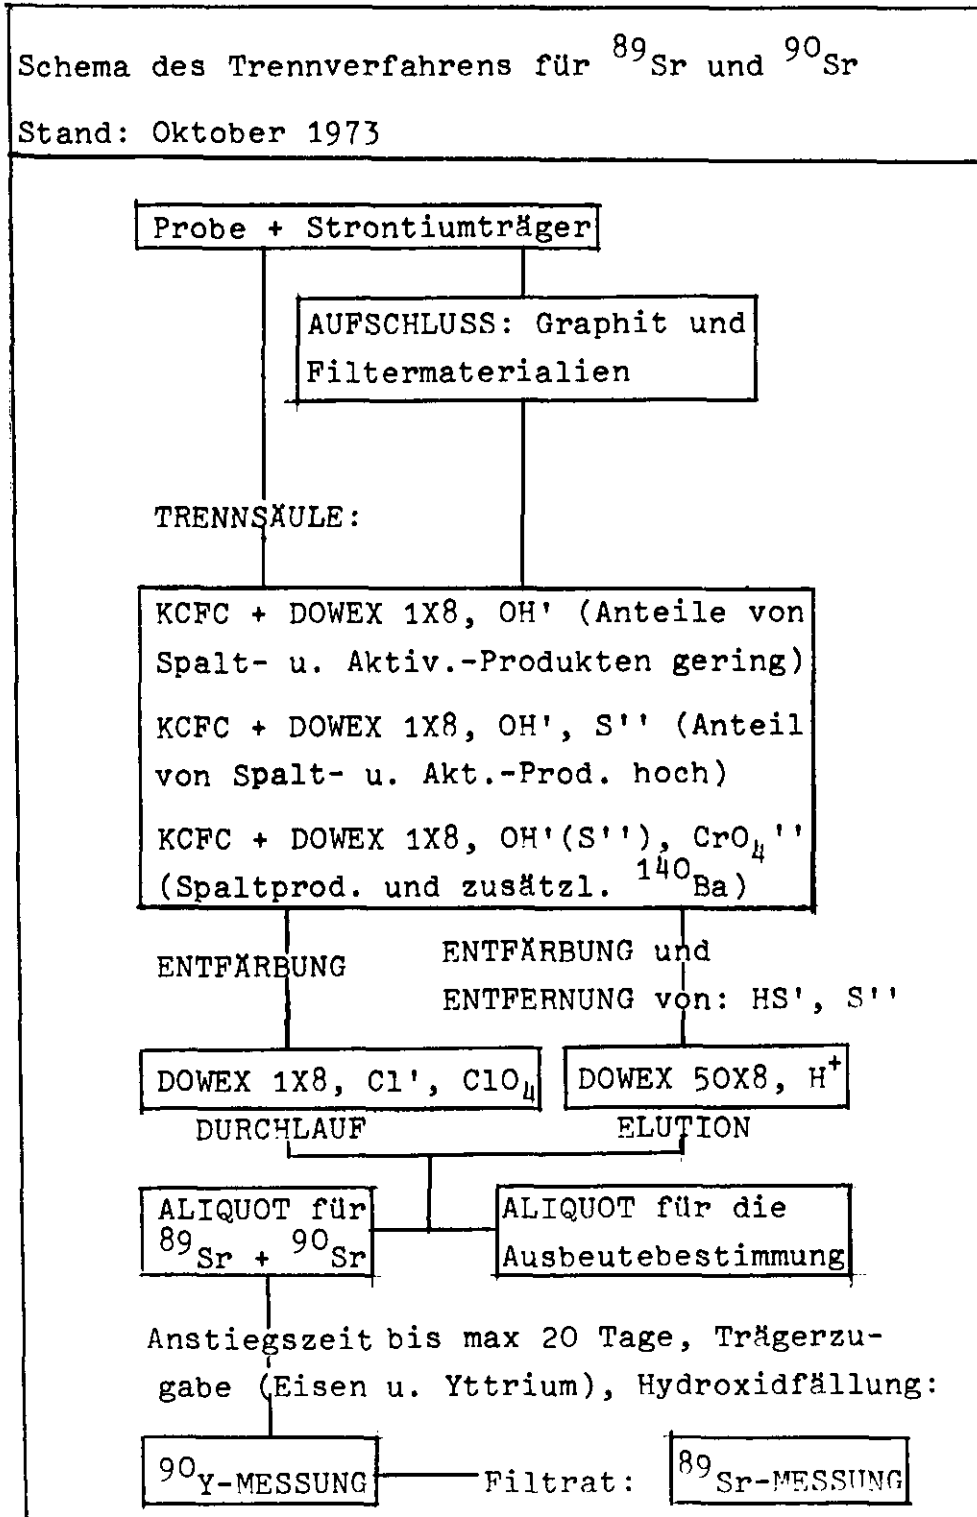 Schema des Trennverfahrens für ⁸⁹Sr und ⁹⁰Sr
Stand: Oktober 1973
Probe + Strontiumträger
AUFSCHLUSS: Graphit und
Filtermaterialien
TRENNSÄULE:
KCFC + DOWEX 1X8, OH' (Anteile von
Spalt- u. Aktiv.-Produkten gering)
KCFC + DOWEX 1X8, OH', S'' (Anteil
von Spalt- u. Akt.-Prod. hoch)
KCFC + DOWEX 1X8, OH'(S''), CrO₄''
(Spaltprod. und zusätzl. ¹⁴⁰Ba)
ENTFÄRBUNG
ENTFÄRBUNG und
ENTFERNUNG von: HS', S''
DOWEX 1X8, Cl', ClO₄
DOWEX 50X8, H⁺
DURCHLAUF
ELUTION
ALIQUOT für
⁸⁹Sr + ⁹⁰Sr
ALIQUOT für die
Ausbeutebestimmung
Anstiegszeit bis max 20 Tage, Trägerzu-
gabe (Eisen u. Yttrium), Hydroxidfällung:
⁹⁰Y-MESSUNG
Filtrat:
⁸⁹Sr-MESSUNG